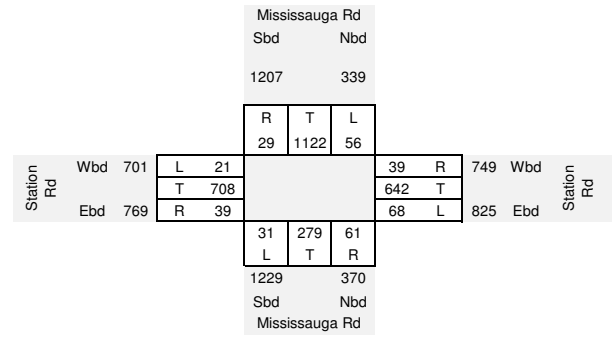 Mississauga Rd
Sbd Nbd
1207 339
R T L
29 1122 56
Station Rd Wbd 701 L 21 39 R 749 Wbd Station Rd
T 708 642 T
Ebd 769 R 39 68 L 825 Ebd
31 279 61
L T R
1229 370
Sbd Nbd
Mississauga Rd